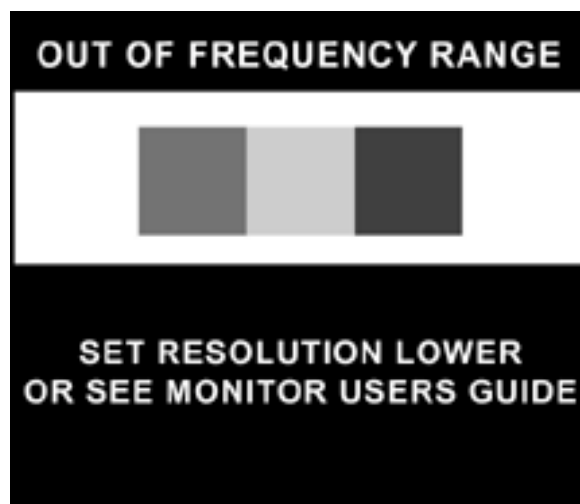 OUT OF FREQUENCY RANGE
SET RESOLUTION LOWER
OR SEE MONITOR USERS GUIDE